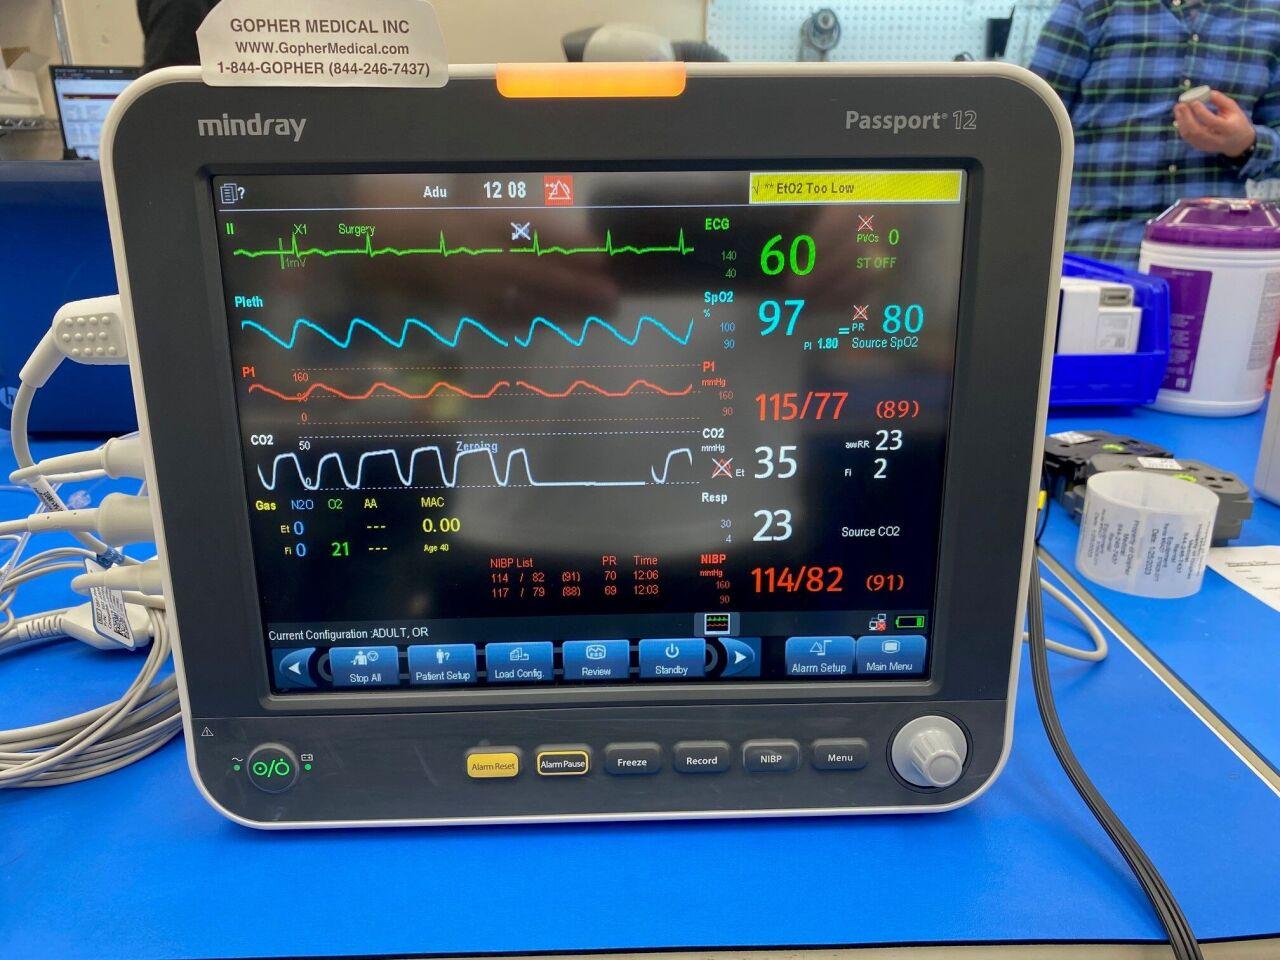 GOPHER MEDICAL INC
WWW.GopherMedical.com
1-844-GOPHER (844-246-7437)
mindray
Passport® 12
?
Adu
12 08
** EtO2 Too Low
II
X1
Surgery
1mV
ECG
140
40
60
PVCs 0
ST OFF
Pleth
SpO2
%
100
90
97
PI 1.80
PR 80
Source SpO2
P1
160
90
0
P1
mmHg
160
90
115/77 (89)
CO2
50
Zeroing
CO2
mmHg
Et 35
awRR 23
Fi 2
Gas N2O O2 AA MAC
Et 0 --- 0.00
Fi 0 21 --- Age 40
Resp
30
4
23
Source CO2
NIBP List PR Time
114 / 82 (91) 70 12:06
117 / 79 (88) 69 12:03
NIBP
mmHg
160
90
114/82 (91)
Current Configuration :ADULT, OR
Stop All
Patient Setup
Load Config.
Review
Standby
Alarm Setup
Main Menu
Alarm Reset
Alarm Pause
Freeze
Record
NIBP
Menu